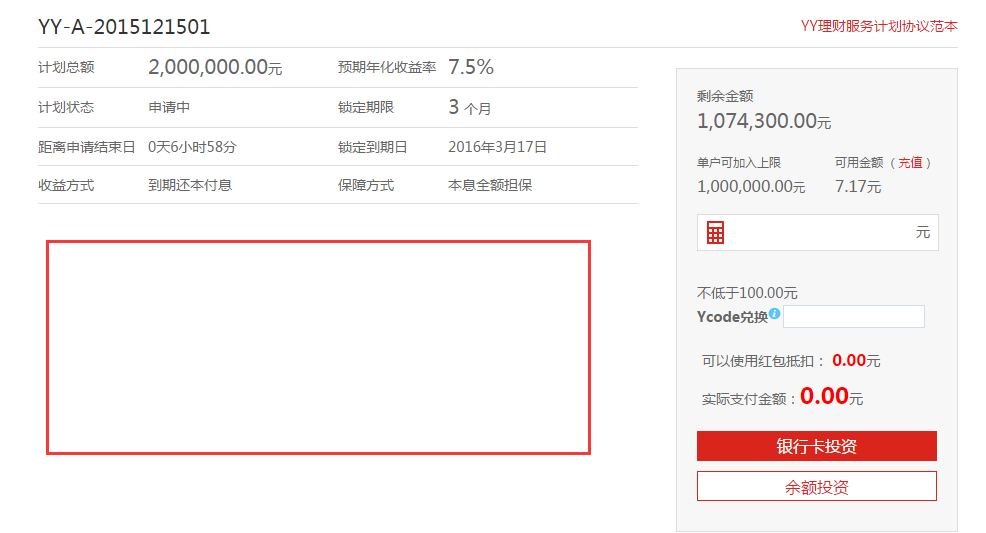 YY-A-2015121501
YY理财服务计划协议范本
计划总额 2,000,000.00元 预期年化收益率 7.5%
计划状态 申请中 锁定期限 3 个月
距离申请结束日 0天6小时58分 锁定到期日 2016年3月17日
收益方式 到期还本付息 保障方式 本息全额担保
剩余金额
1,074,300.00元
单户可加入上限 可用金额（充值）
1,000,000.00元 7.17元
元
不低于100.00元
Ycode兑换
可以使用红包抵扣： 0.00元
实际支付金额：0.00元
银行卡投资
余额投资